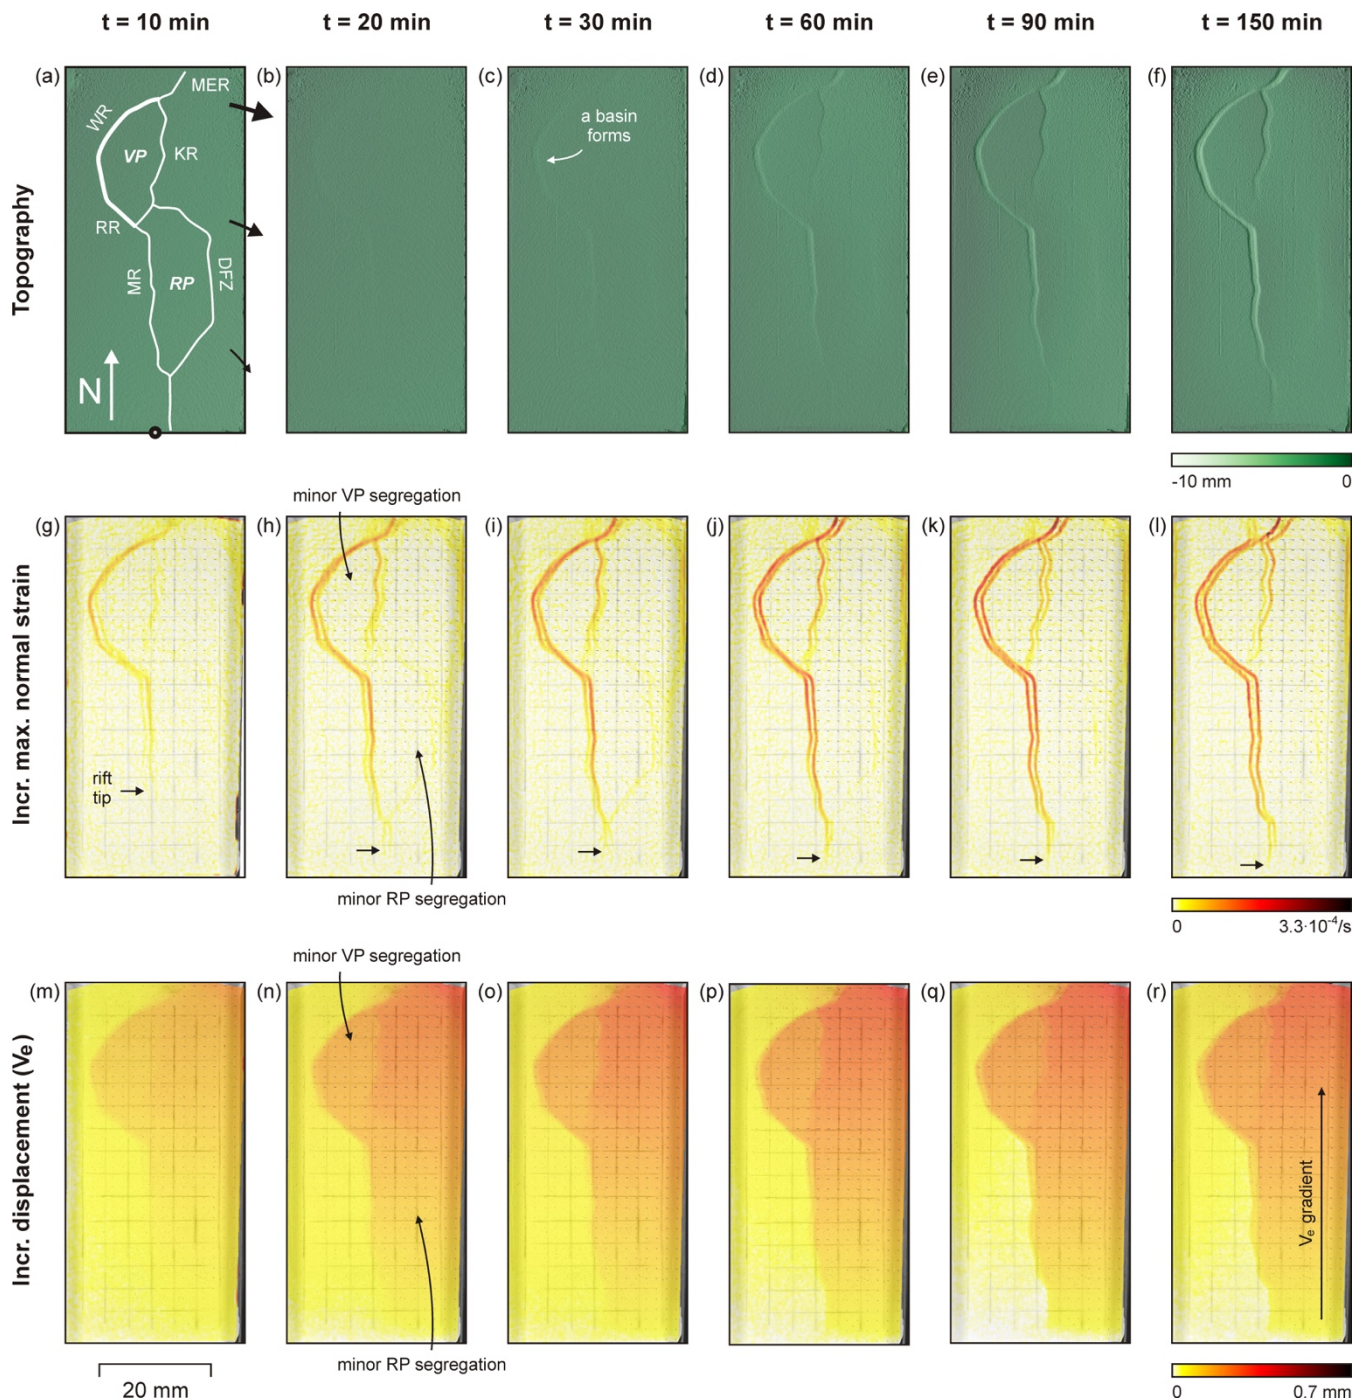 t = 10 min t = 20 min t = 30 min t = 60 min t = 90 min t = 150 min
Topography
(a) (b) (c) (d) (e) (f)
MER
WR
VP
KR
RR
MR
RP
DFZ
N
a basin
forms
-10 mm 0
minor VP segregation
Incr. max. normal strain
(g) (h) (i) (j) (k) (l)
rift
tip
minor RP segregation
0 3.3·10⁻⁴/s
minor VP segregation
Incr. displacement (Ve)
(m) (n) (o) (p) (q) (r)
Ve gradient
minor RP segregation
20 mm
0 0.7 mm